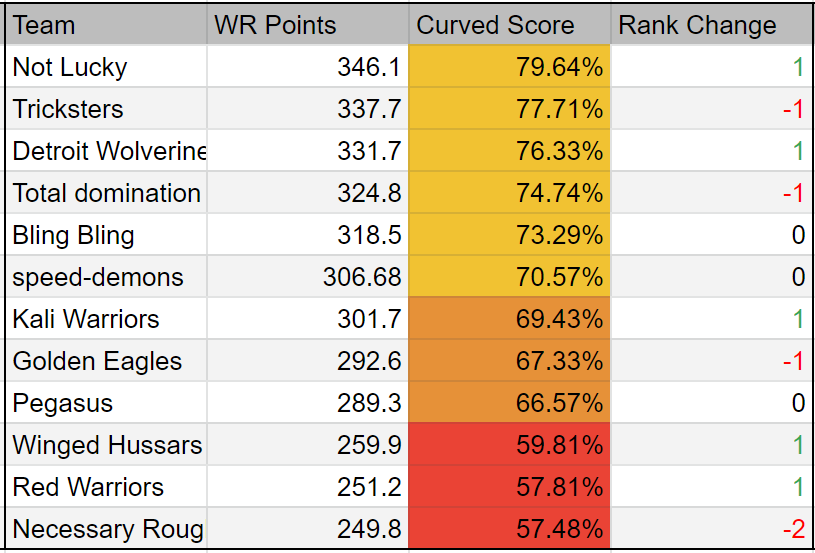 Team WR Points Curved Score Rank Change
Not Lucky 346.1 79.64% 1
Tricksters 337.7 77.71% -1
Detroit Wolverine 331.7 76.33% 1
Total domination 324.8 74.74% -1
Bling Bling 318.5 73.29% 0
speed-demons 306.68 70.57% 0
Kali Warriors 301.7 69.43% 1
Golden Eagles 292.6 67.33% -1
Pegasus 289.3 66.57% 0
Winged Hussars 259.9 59.81% 1
Red Warriors 251.2 57.81% 1
Necessary Roug 249.8 57.48% -2